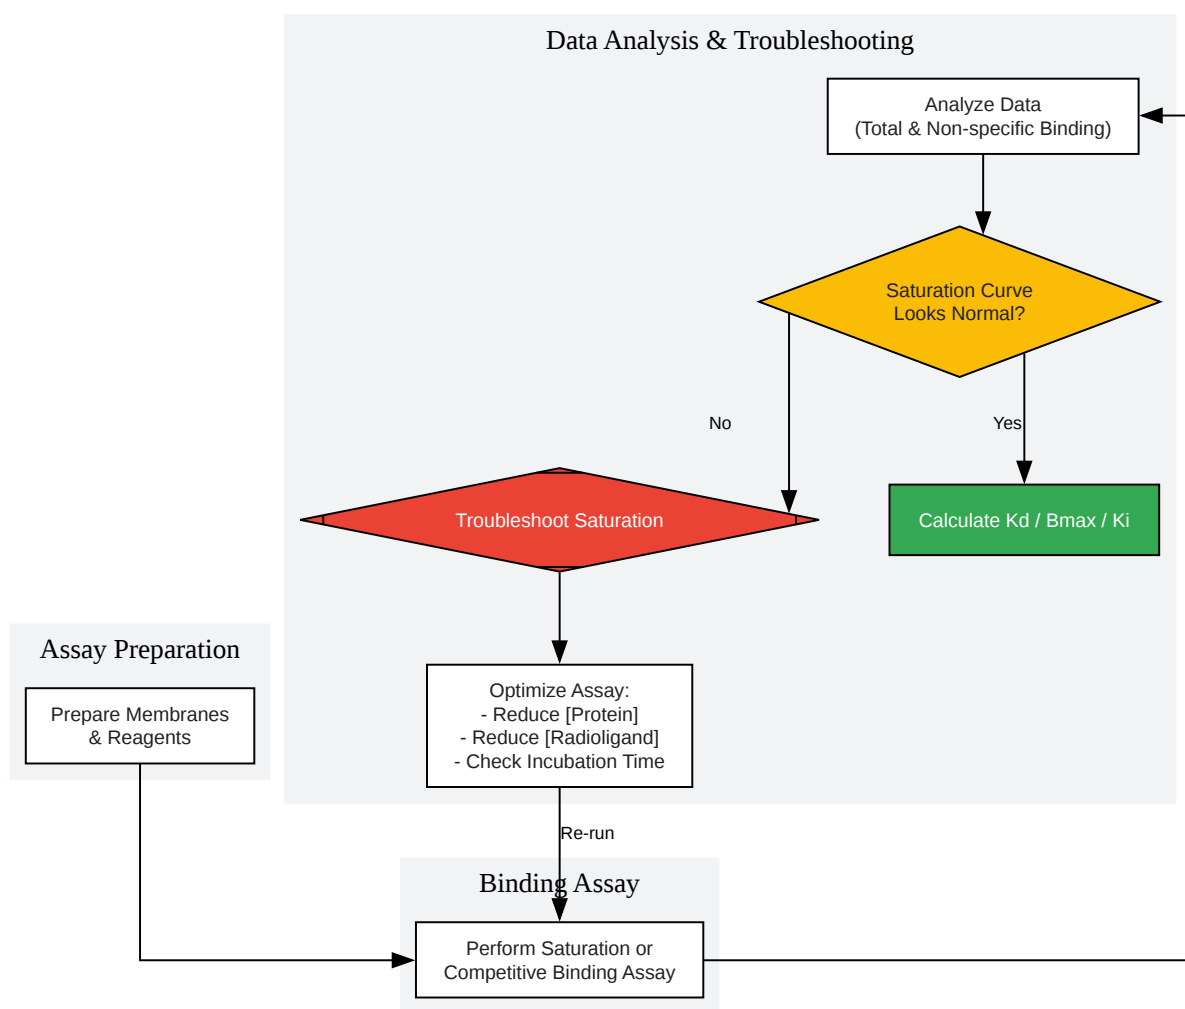 Data Analysis & Troubleshooting
Analyze Data
(Total & Non-specific Binding)
Saturation Curve
Looks Normal?
No
Yes
Troubleshoot Saturation
Calculate Kd / Bmax / Ki
Assay Preparation
Prepare Membranes
& Reagents
Optimize Assay:
- Reduce [Protein]
- Reduce [Radioligand]
- Check Incubation Time
Re-run
Binding Assay
Perform Saturation or
Competitive Binding Assay